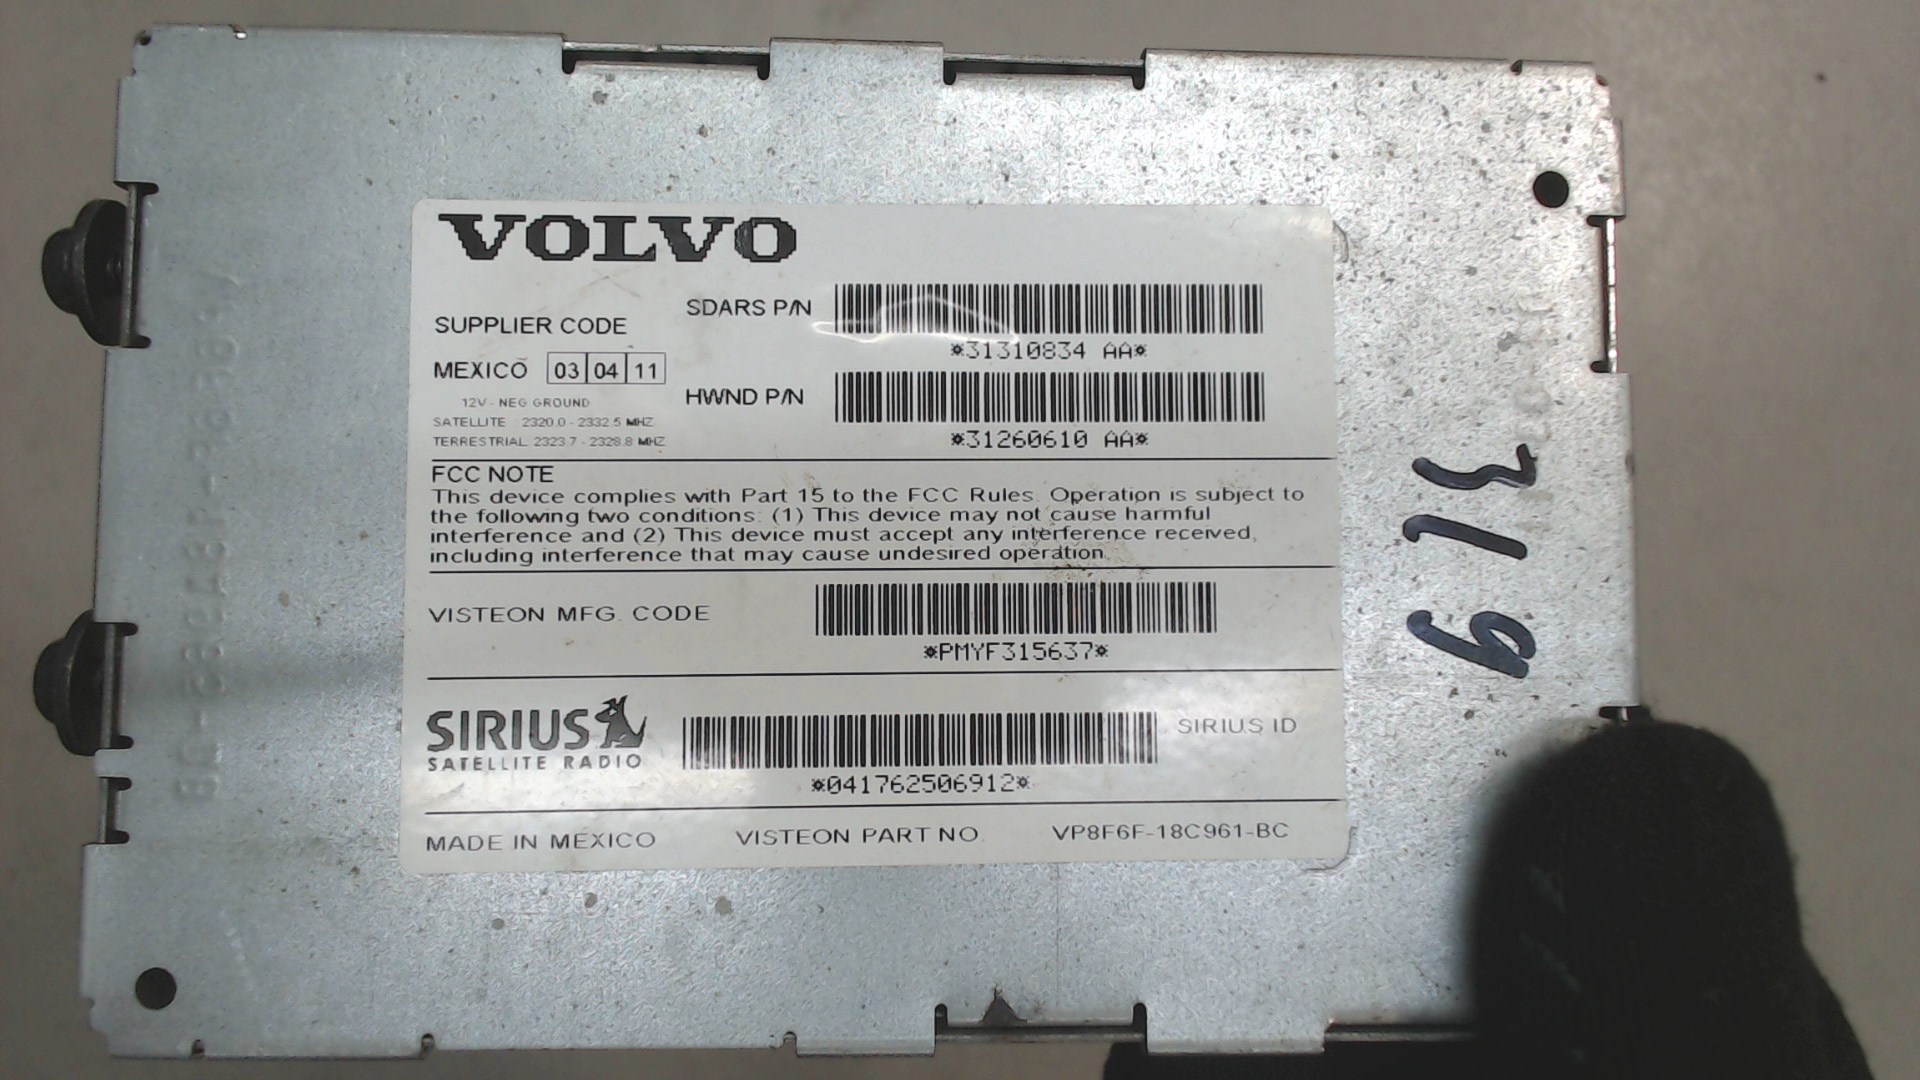 VOLVO
SUPPLIER CODE
MEXICO 03 04 11
12V - NEG GROUND
SATELLITE 2320.0 - 2332.5 MHZ
TERRESTRIAL 2323.7 - 2328.8 MHZ
SDARS P/N
*31310834 AA*
HWND P/N
*31260610 AA*
FCC NOTE
This device complies with Part 15 to the FCC Rules. Operation is subject to
the following two conditions: (1) This device may not cause harmful
interference and (2) This device must accept any interference received,
including interference that may cause undesired operation.
VISTEON MFG. CODE
*PMYF315637*
SIRIUS
SATELLITE RADIO
SIRIUS ID
*041762506912*
MADE IN MEXICO VISTEON PART NO. VP8F6F-18C961-BC
319